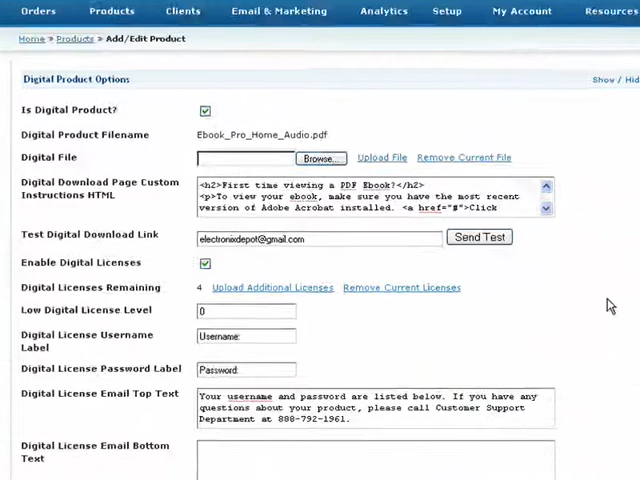 Orders Products Clients Email & Marketing Analytics Setup My Account Resources
Home » Products » Add/Edit Product
Digital Product Options Show / Hid
Is Digital Product?
Digital Product Filename Ebook_Pro_Home_Audio.pdf
Digital File Browse... Upload File Remove Current File
Digital Download Page Custom
Instructions HTML
<h2>First time viewing a PDF Ebook?</h2>
<p>To view your ebook, make sure you have the most recent
version of Adobe Acrobat installed. <a href="#">Click
Test Digital Download Link electronixdepot@gmail.com Send Test
Enable Digital Licenses
Digital Licenses Remaining 4 Upload Additional Licenses Remove Current Licenses
Low Digital License Level 0
Digital License Username
Label
Username:
Digital License Password Label Password:
Digital License Email Top Text
Your username and password are listed below. If you have any
questions about your product, please call Customer Support
Department at 888-792-1961.
Digital License Email Bottom
Text